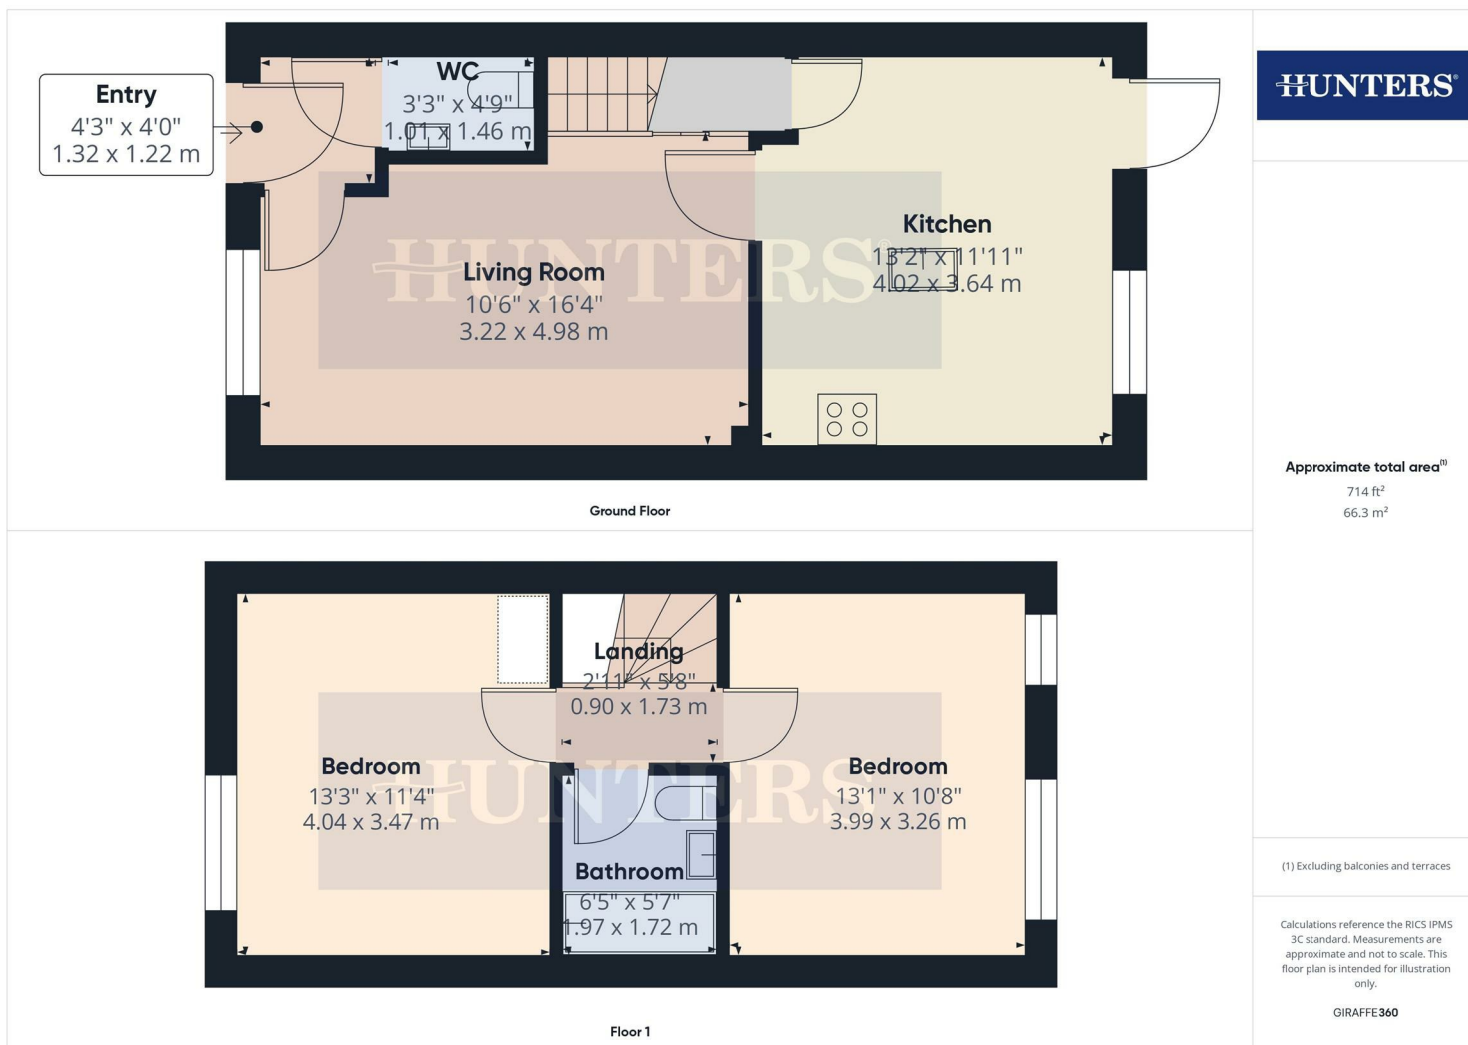 Entry
4'3" x 4'0"
1.32 x 1.22 m
WC
3'3" x 4'9"
1.01 x 1.46 m
Kitchen
13'2" x 11'11"
4.02 x 3.64 m
HUNTERS®
Living Room
10'6" x 16'4"
3.22 x 4.98 m
Ground Floor
Landing
2'11" x 5'8"
0.90 x 1.73 m
Bedroom
13'3" x 11'4"
4.04 x 3.47 m
HUNTERS
Bedroom
13'1" x 10'8"
3.99 x 3.26 m
Bathroom
6'5" x 5'7"
1.97 x 1.72 m
Floor 1
HUNTERS®
Approximate total area(1)
714 ft²
66.3 m²
(1) Excluding balconies and terraces
Calculations reference the RICS IPMS
3C standard. Measurements are
approximate and not to scale. This
floor plan is intended for illustration
only.
GIRAFFE360